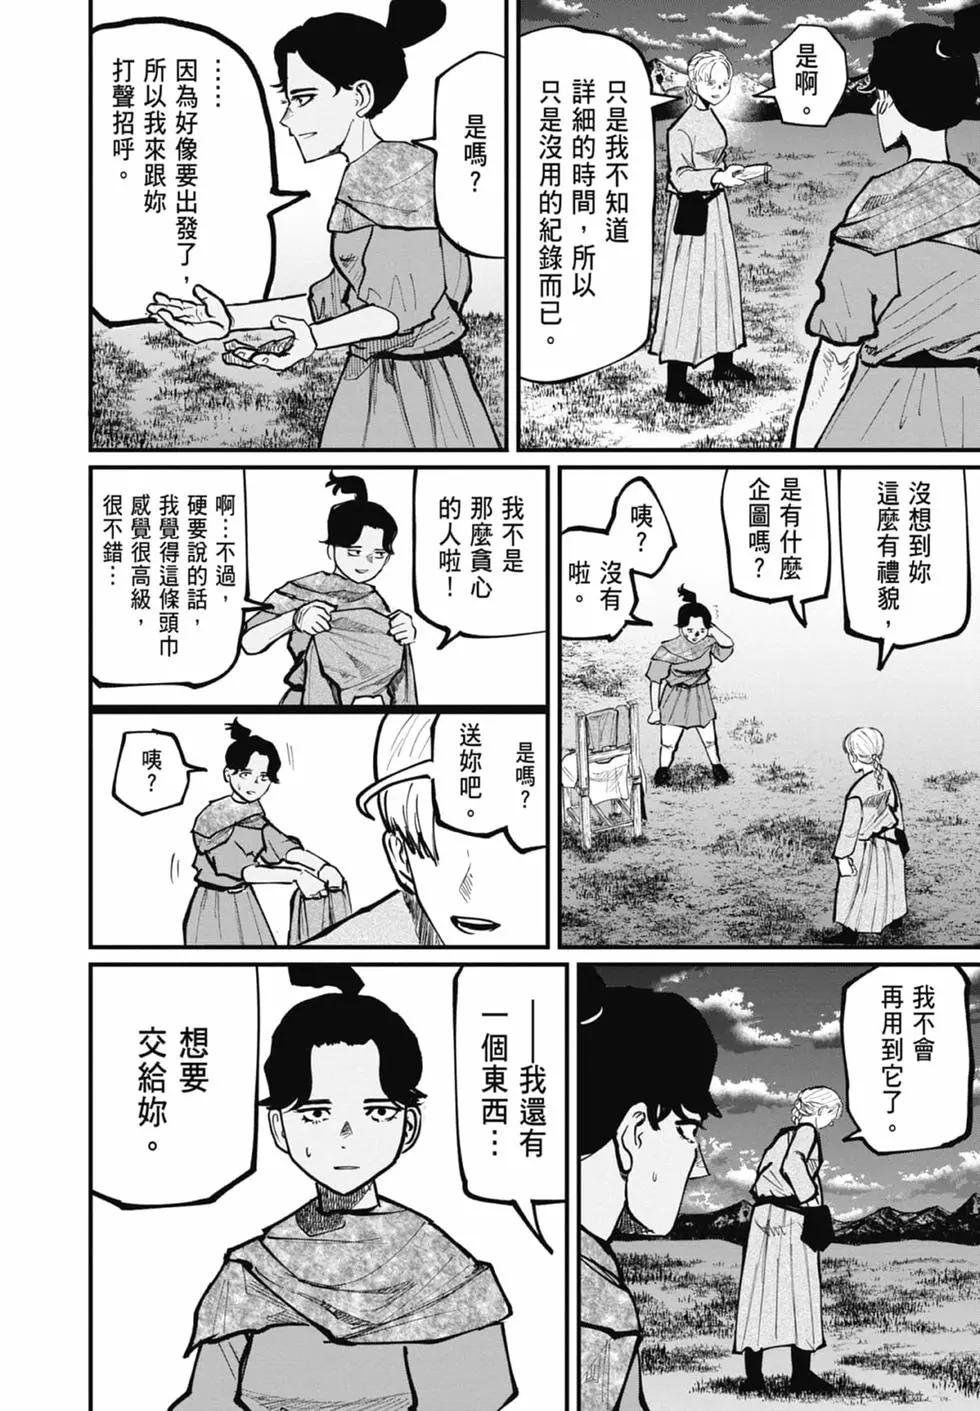 是啊。
只是我不知道
詳細的時間，所以
只是沒用的紀錄而已。
是嗎？
……
因為好像要出發了，
所以我來跟妳
打聲招呼。
沒想到妳
這麼有禮貌，
是有什麼
企圖嗎？
咦？
沒有
啦。
我不是
那麼貪心
的人啦！
啊…不過，
硬要說的話，
我覺得這條頭巾
感覺很高級，
很不錯…
是嗎？
送妳吧。
咦？
我不會
再用到它了。
——我還有
一個東西…
想要
交給妳。